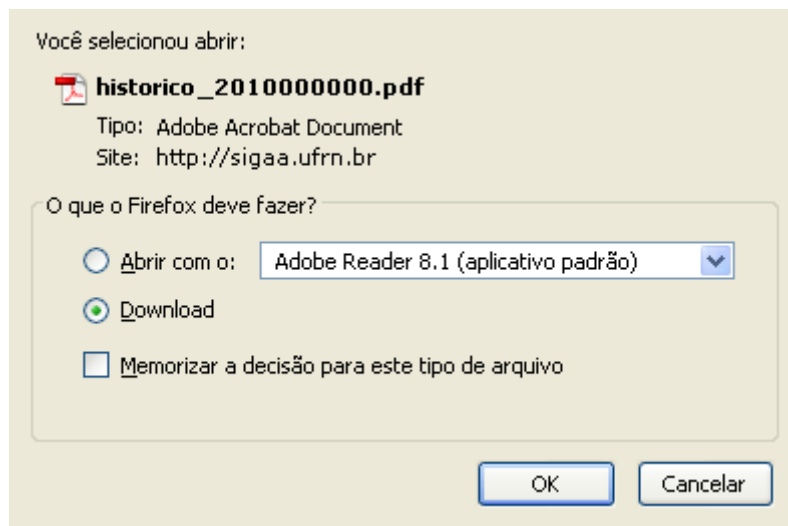 Você selecionou abrir:
historico_2010000000.pdf
Tipo: Adobe Acrobat Document
Site: http://sigaa.ufrn.br
O que o Firefox deve fazer?
Abrir com o: Adobe Reader 8.1 (aplicativo padrão)
Download
Memorizar a decisão para este tipo de arquivo
OK Cancelar